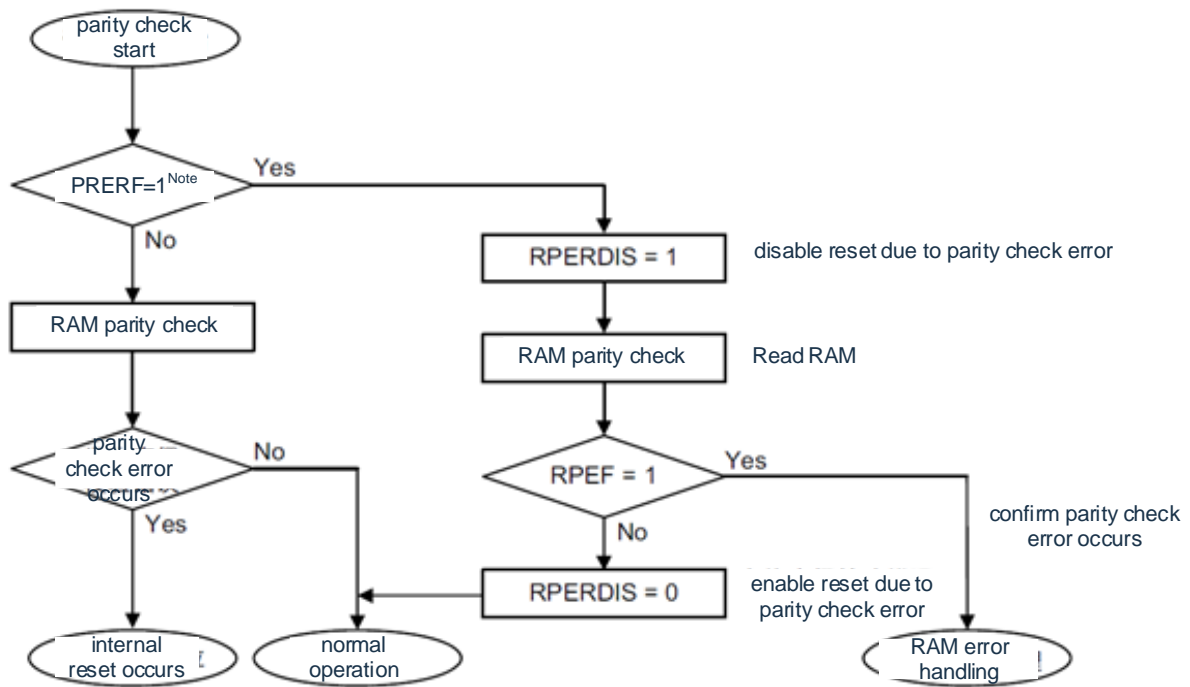 parity check
start
PRERF=1Note
Yes
No
RPERDIS = 1
disable reset due to parity check error
RAM parity check
RAM parity check
Read RAM
parity
check error
occurs
No
Yes
RPEF = 1
Yes
No
confirm parity check
error occurs
RPERDIS = 0
enable reset due to
parity check error
internal
reset occurs
normal
operation
RAM error
handling